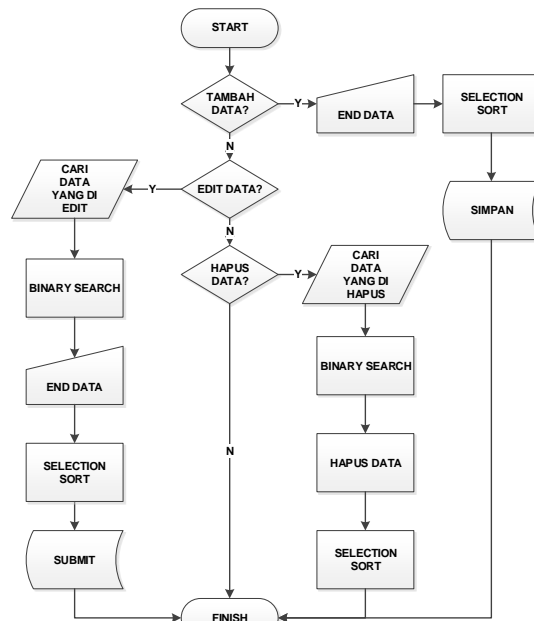 START
TAMBAH
DATA?
Y
END DATA
SELECTION
SORT
N
CARI
DATA
YANG DI
EDIT
Y
EDIT DATA?
SIMPAN
N
HAPUS
DATA?
Y
CARI
DATA
YANG DI
HAPUS
BINARY SEARCH
BINARY SEARCH
END DATA
N
HAPUS DATA
SELECTION
SORT
SUBMIT
SELECTION
SORT
FINISH